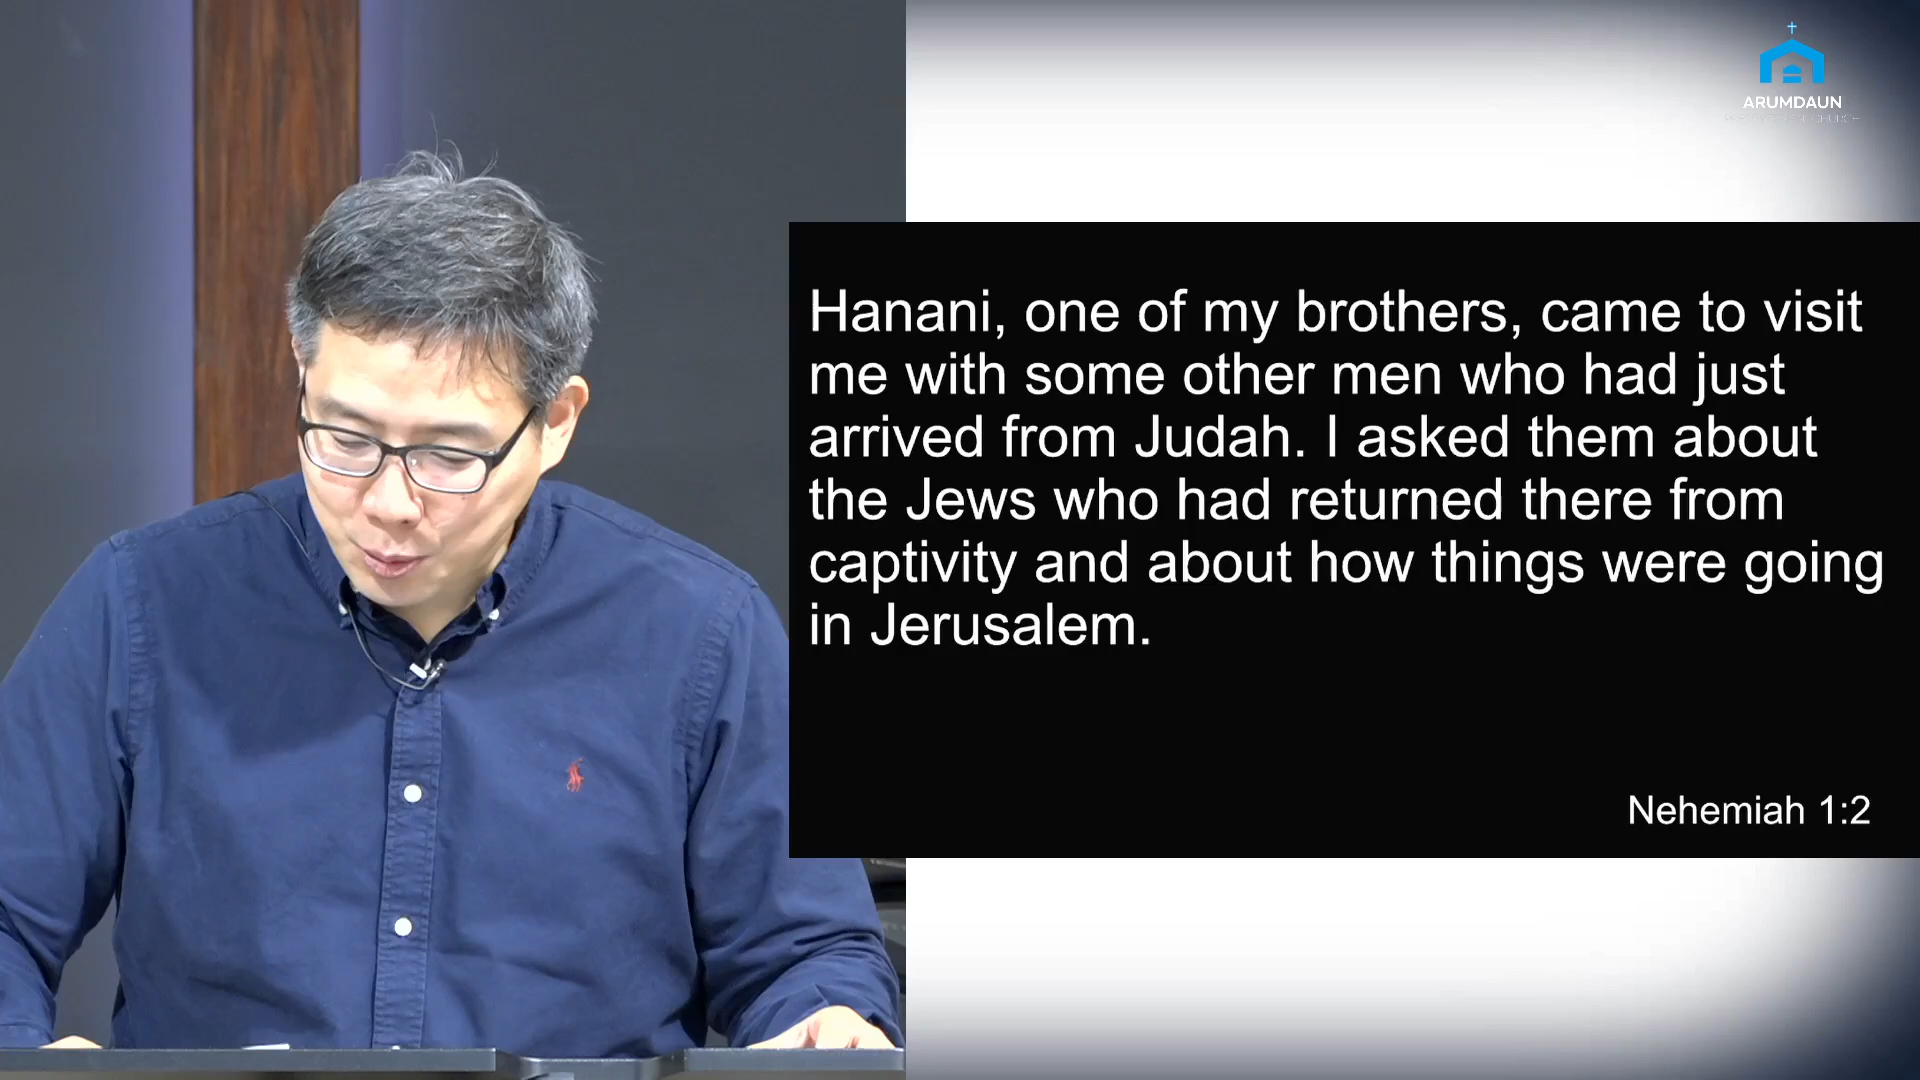 ARUMDAUN
CHURCH
Hanani, one of my brothers, came to visit
me with some other men who had just
arrived from Judah. I asked them about
the Jews who had returned there from
captivity and about how things were going
in Jerusalem.
Nehemiah 1:2